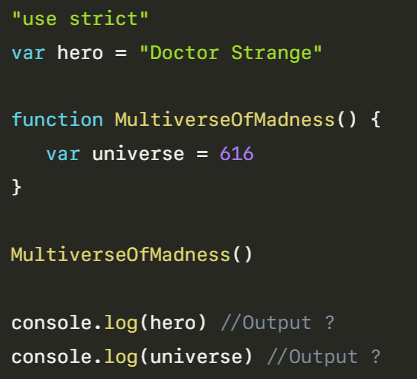 "use strict"
var hero = "Doctor Strange"
function MultiverseOfMadness() {
var universe = 616
}
MultiverseOfMadness()
console.log(hero) //Output ?
console.log(universe) //Output ?